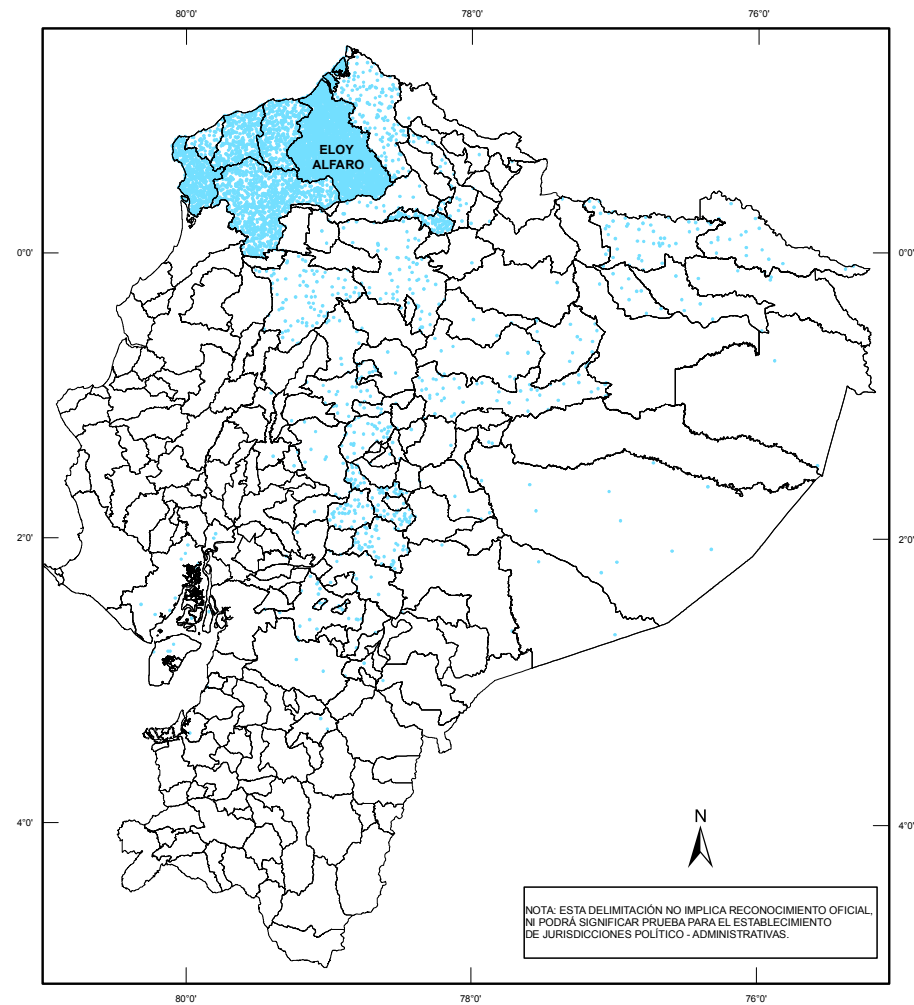 80°0'
78°0'
76°0'
ELOY
ALFARO
0°0'
0°0'
2°0'
2°0'
N
4°0'
4°0'
NOTA: ESTA DELIMITACIÓN NO IMPLICA RECONOCIMIENTO OFICIAL,
NI PODRÁ SIGNIFICAR PRUEBA PARA EL ESTABLECIMIENTO
DE JURISDICCIONES POLÍTICO - ADMINISTRATIVAS.
80°0'
78°0'
76°0'